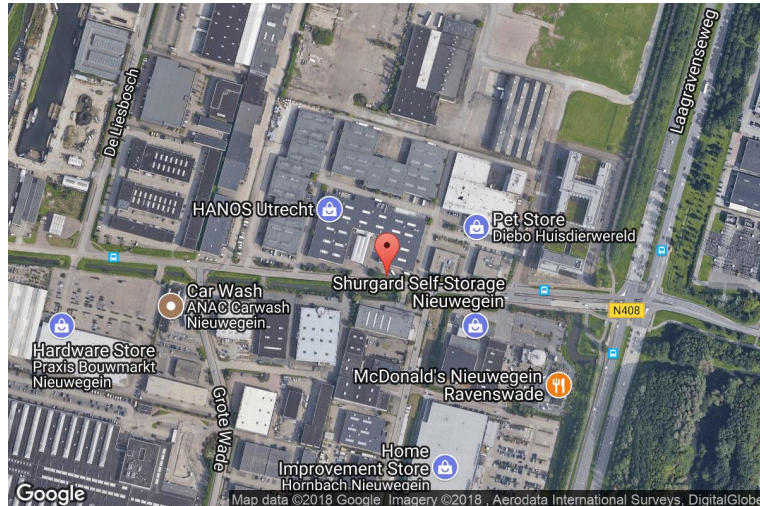 De Liesbosch
Laagravenseweg
HANOS Utrecht
Pet Store
Diebo Huisdierwereld
Shurgard Self-Storage
Nieuwegein
Car Wash
ANAC Carwash
Nieuwegein
N408
Hardware Store
Praxis Bouwmarkt
Nieuwegein
McDonald's Nieuwegein
Ravenswade
Grote Wade
Home
Improvement Store
Hornbach Nieuwegein
Google
Map data ©2018 Google Imagery ©2018 , Aerodata International Surveys, DigitalGlobe